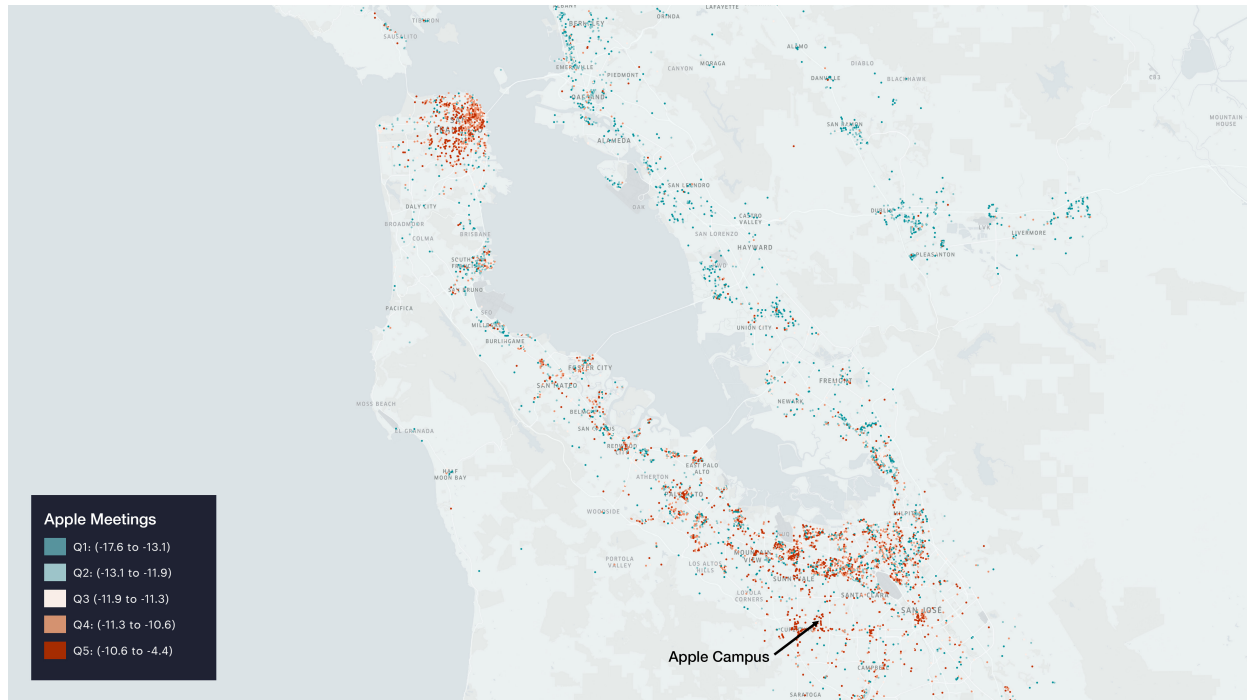 TIBURON
SAUSALITO
BERKELEY
ORINDA
LAFAYETTE
EMERYVILLE
PIEDMONT
CANYON
MORAGA
ALAMO
DIABLO
DANVILLE
BLACKHAWK
OAKLAND
ALAMEDA
SAN RAMON
MOUNTAIN
HOUSE
SAN LEANDRO
OAK
DALY CITY
BROADMOOR
COLMA
BRISBANE
CASTRO
VALLEY
SAN LORENZO
HAYWARD
DUBLIN
LVK
LIVERMORE
PLEASANTON
SOUTH
SAN BRUNO
SFO
PACIFICA
MILLBRAE
BURLINGAME
UNION CITY
FOSTER CITY
SAN MATEO
FREMONT
NEWARK
MOSS BEACH
EL GRANADA
BELMONT
SAN CARLOS
REDWOOD
CITY
HALF
MOON BAY
ATHERTON
EAST PALO
ALTO
PALO ALTO
WOODSIDE
MILPITAS
PORTOLA
VALLEY
LOS ALTOS
HILLS
MOUNTAIN
VIEW
SUNNYVALE
LOYOLA
CORNERS
SANTA CLARA
SAN JOSE
CUPERTINO
Apple Campus
CAMPBELL
SARATOGA
Apple Meetings
Q1: (-17.6 to -13.1)
Q2: (-13.1 to -11.9)
Q3 (-11.9 to -11.3)
Q4: (-11.3 to -10.6)
Q5: (-10.6 to -4.4)